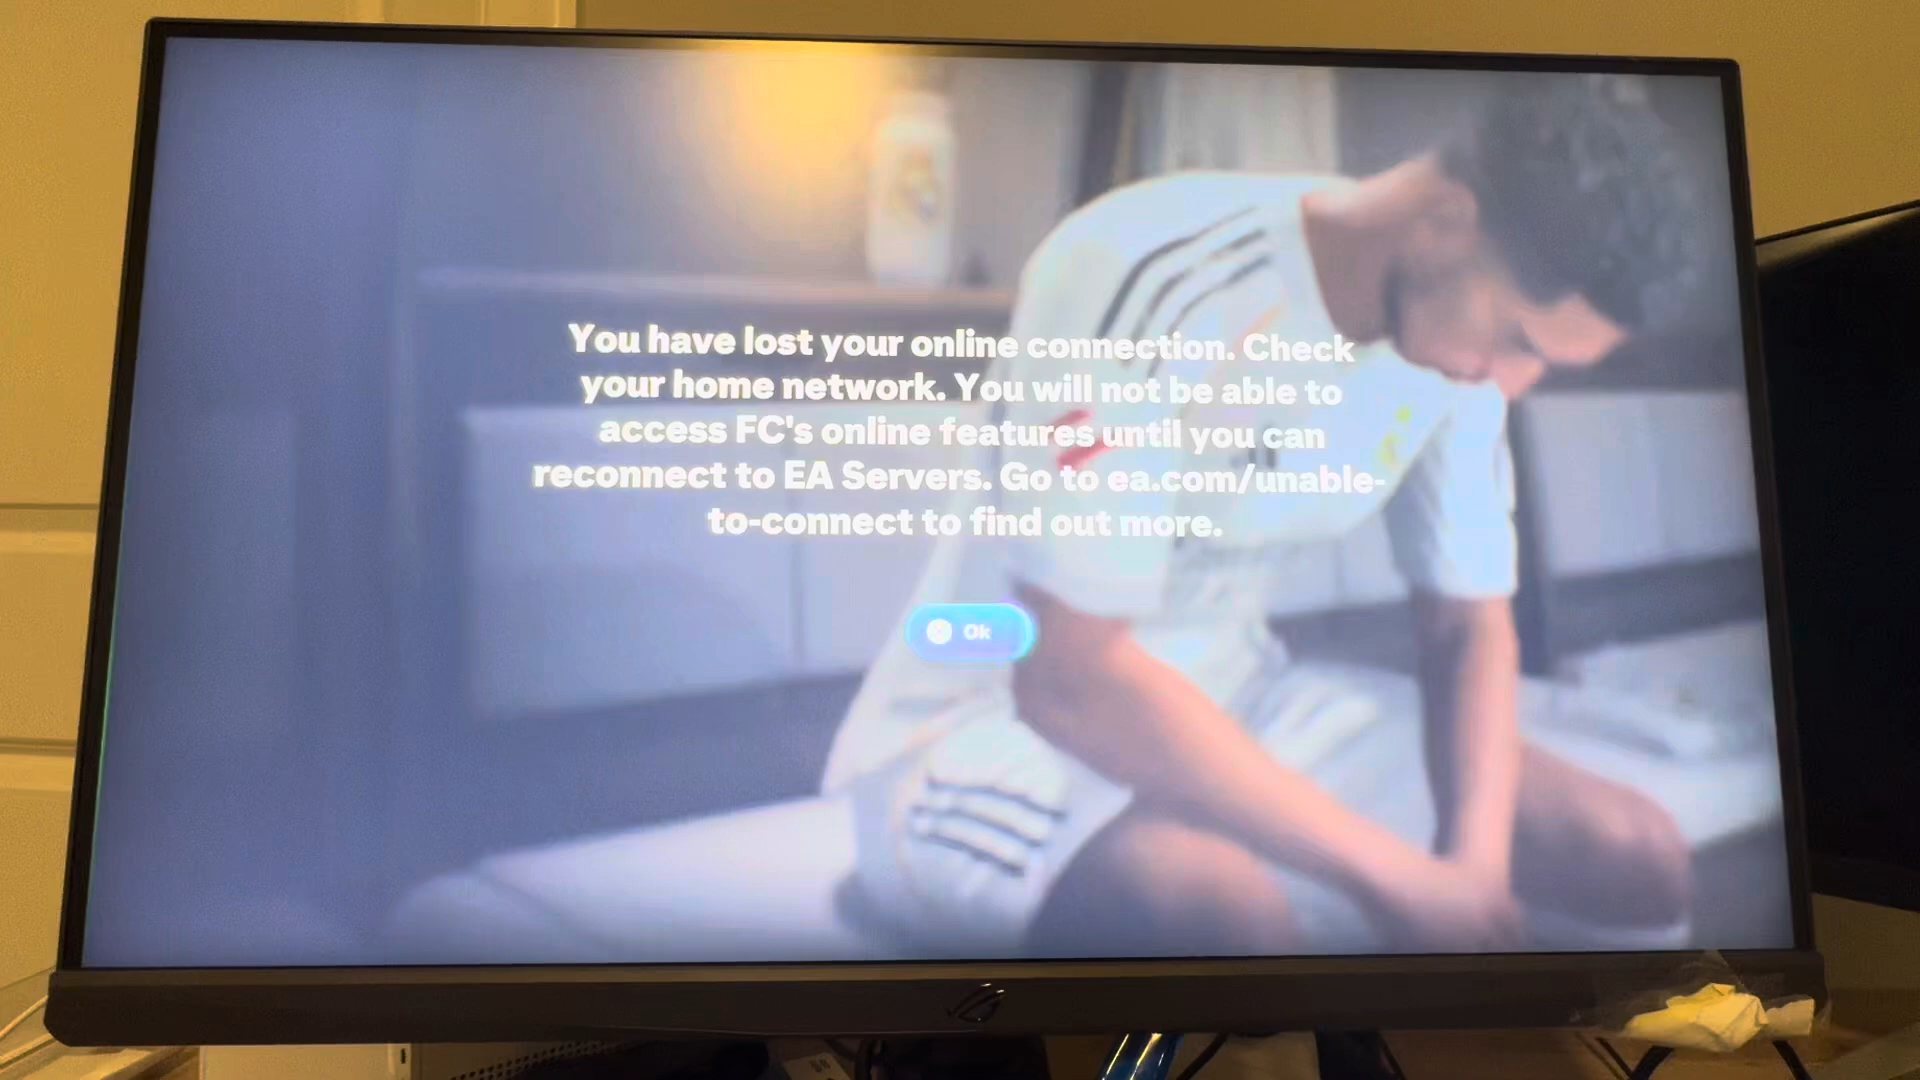 You have lost your online connection. Check
your home network. You will not be able to
access FC's online features until you can
reconnect to EA Servers. Go to ea.com/unable-
to-connect to find out more.
Ok